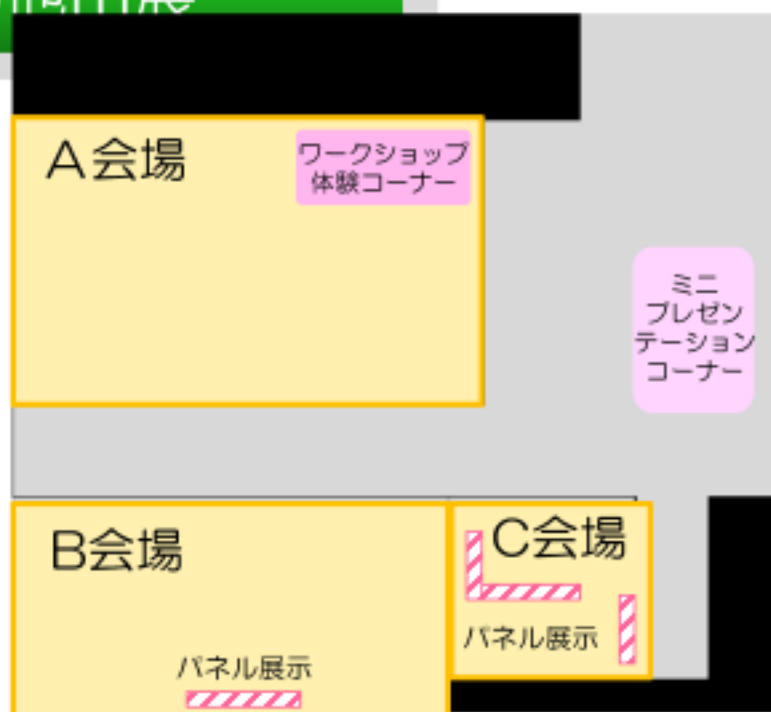 A会場
ワークショップ
体験コーナー
ミニ
プレゼン
テーション
コーナー
B会場
C会場
パネル展示
パネル展示